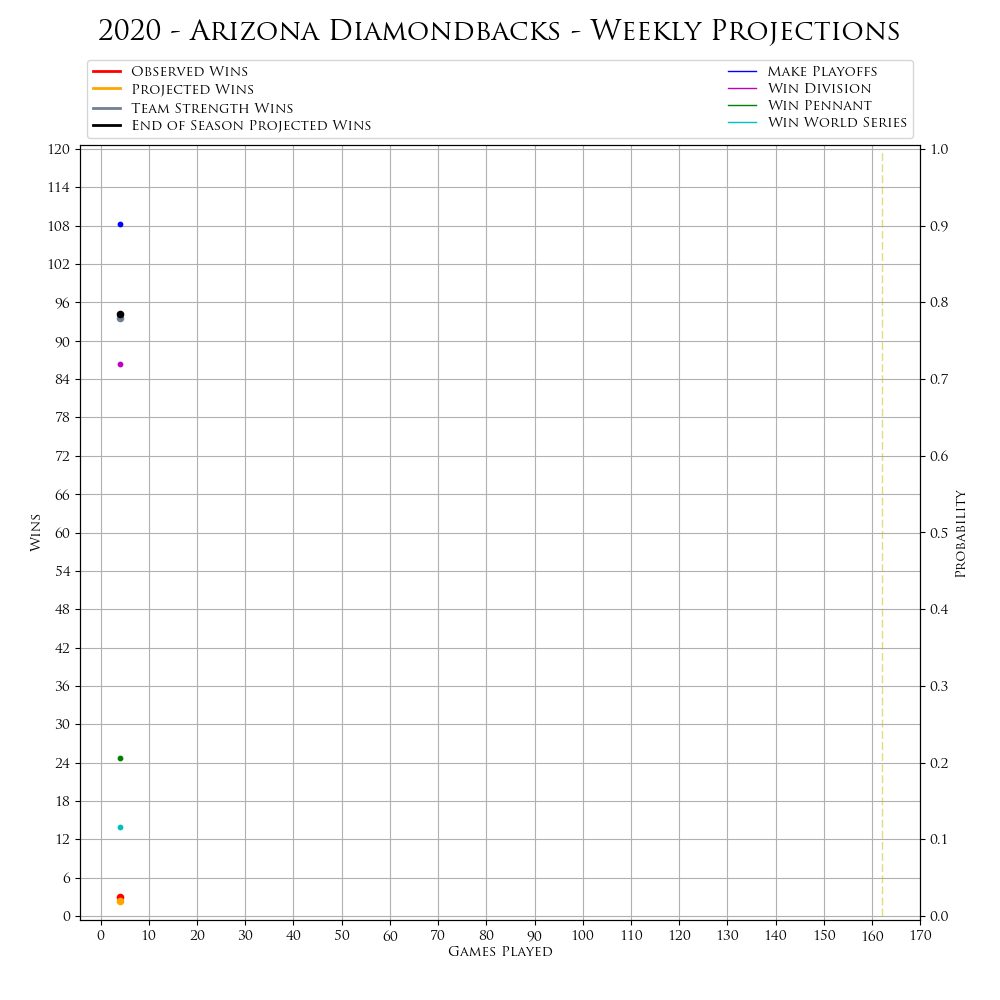 2020 - Arizona Diamondbacks - Weekly Projections
Observed Wins
Projected Wins
Team Strength Wins
End of Season Projected Wins
Make Playoffs
Win Division
Win Pennant
Win World Series
120
114
108
102
96
90
84
78
72
66
60
54
48
42
36
30
24
18
12
6
0
Wins
1.0
0.9
0.8
0.7
0.6
0.5
0.4
0.3
0.2
0.1
0.0
Probability
0 10 20 30 40 50 60 70 80 90 100 110 120 130 140 150 160 170
Games Played